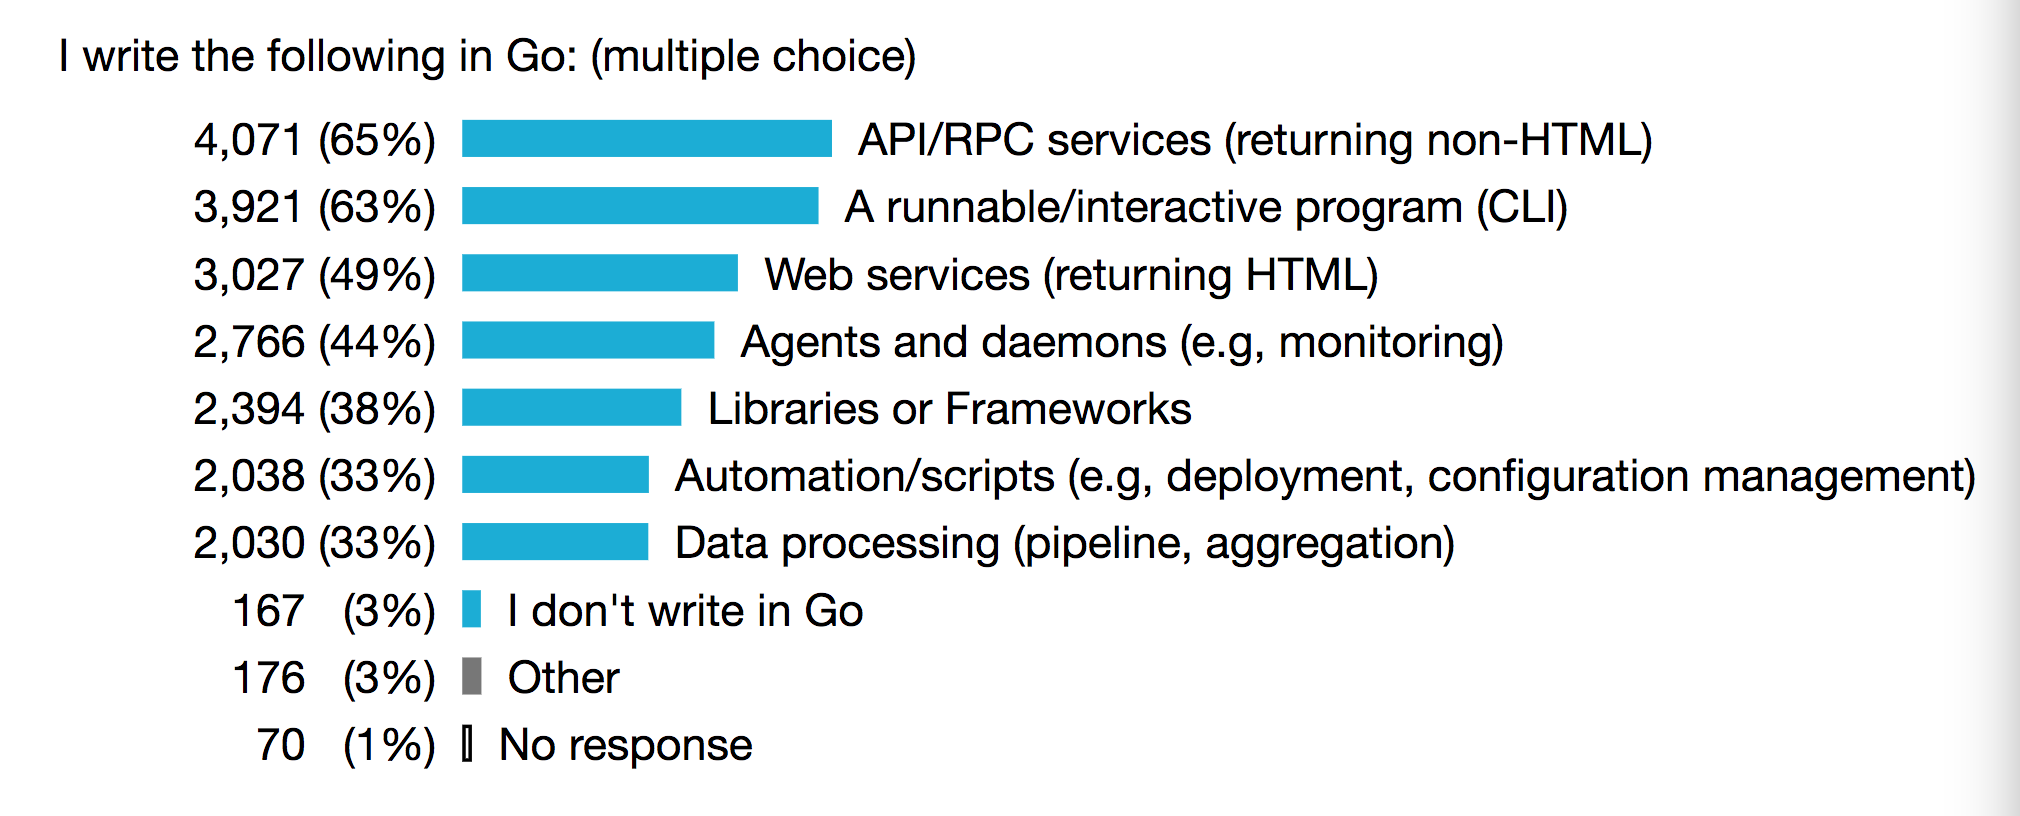 I write the following in Go: (multiple choice)
4,071 (65%) API/RPC services (returning non-HTML)
3,921 (63%) A runnable/interactive program (CLI)
3,027 (49%) Web services (returning HTML)
2,766 (44%) Agents and daemons (e.g, monitoring)
2,394 (38%) Libraries or Frameworks
2,038 (33%) Automation/scripts (e.g, deployment, configuration management)
2,030 (33%) Data processing (pipeline, aggregation)
167 (3%) I don't write in Go
176 (3%) Other
70 (1%) No response